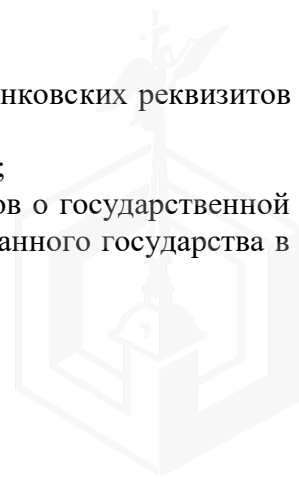 нковских реквизитов
;
ов о государственной
анного государства в